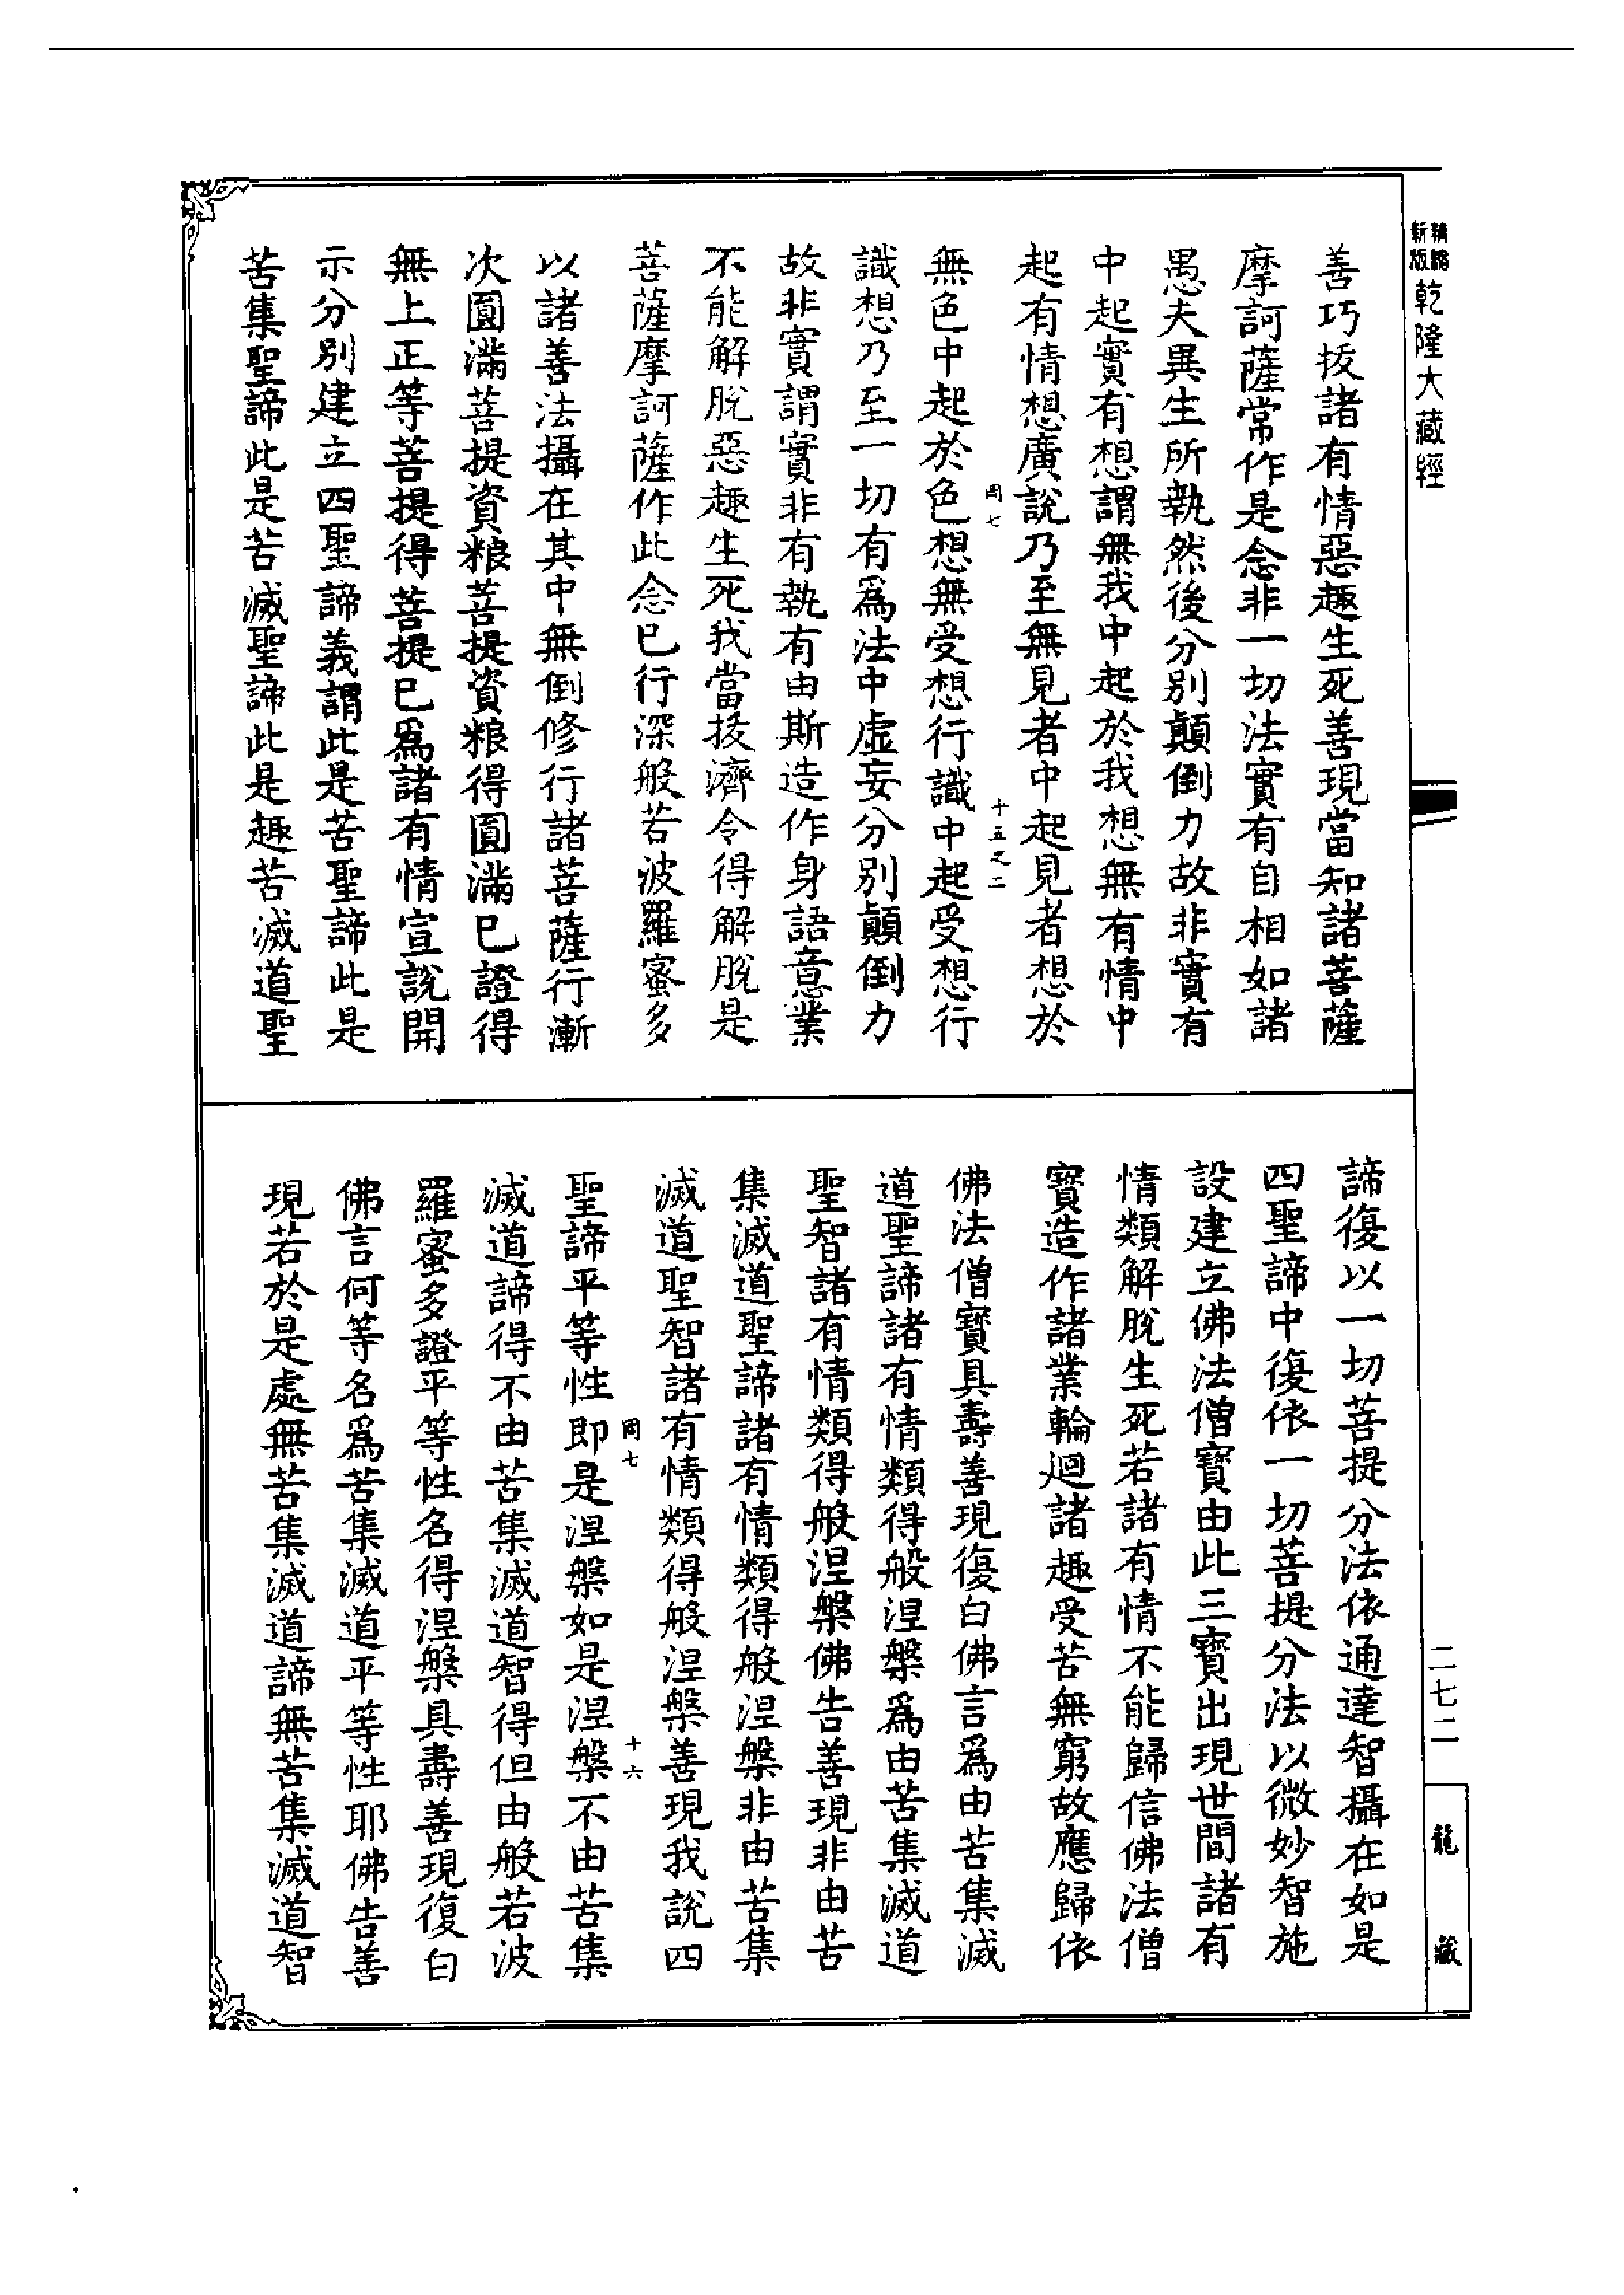 新編縮版乾隆大藏經
善巧拔諸有情惡趣生死善現當知諸菩薩
摩訶薩常作是念非一切法實有自相如諸
愚夫異生所執然後分別顛倒力故非實有
中起實有想謂無我中起於我想無有情中
起有情想廣說乃至無見者中起見者想於
岡七 十五之二
無色中起於色想無受想行識中起受想行
識想乃至一切有爲法中虛妄分別顛倒力
故非實謂實非有執有由斯造作身語意業
不能解脫惡趣生死我當拔濟令得解脫是
菩薩摩訶薩作此念已行深般若波羅蜜多
以諸善法攝在其中無倒修行諸菩薩行漸
次圓滿菩提資粮菩提資粮得圓滿已證得
無上正等菩提得菩提已爲諸有情宣說開
示分別建立四聖諦義謂此是苦聖諦此是
苦集聖諦此是苦滅聖諦此是趣苦滅道聖
諦復以一切菩提分法依通達智攝在如是
四聖諦中復依一切菩提分法以微妙智施
設建立佛法僧寶由此三寶出現世間諸有
情類解脫生死若諸有情不能歸信佛法僧
寶造作諸業輪迴諸趣受苦無窮故應歸依
佛法僧寶具壽善現復白佛言爲由苦集滅
道聖諦諸有情類得般涅槃爲由苦集滅道
聖智諸有情類得般涅槃佛告善現非由苦
集滅道聖諦諸有情類得般涅槃非由苦集
滅道聖智諸有情類得般涅槃善現我說四
岡七 十六
聖諦平等性即是涅槃如是涅槃不由苦集
滅道諦得不由苦集滅道智得但由般若波
羅蜜多證平等性名得涅槃具壽善現復白
佛言何等名爲苦集滅道平等性耶佛告善
現若於是處無苦集滅道諦無苦集滅道智
二七二
龍藏